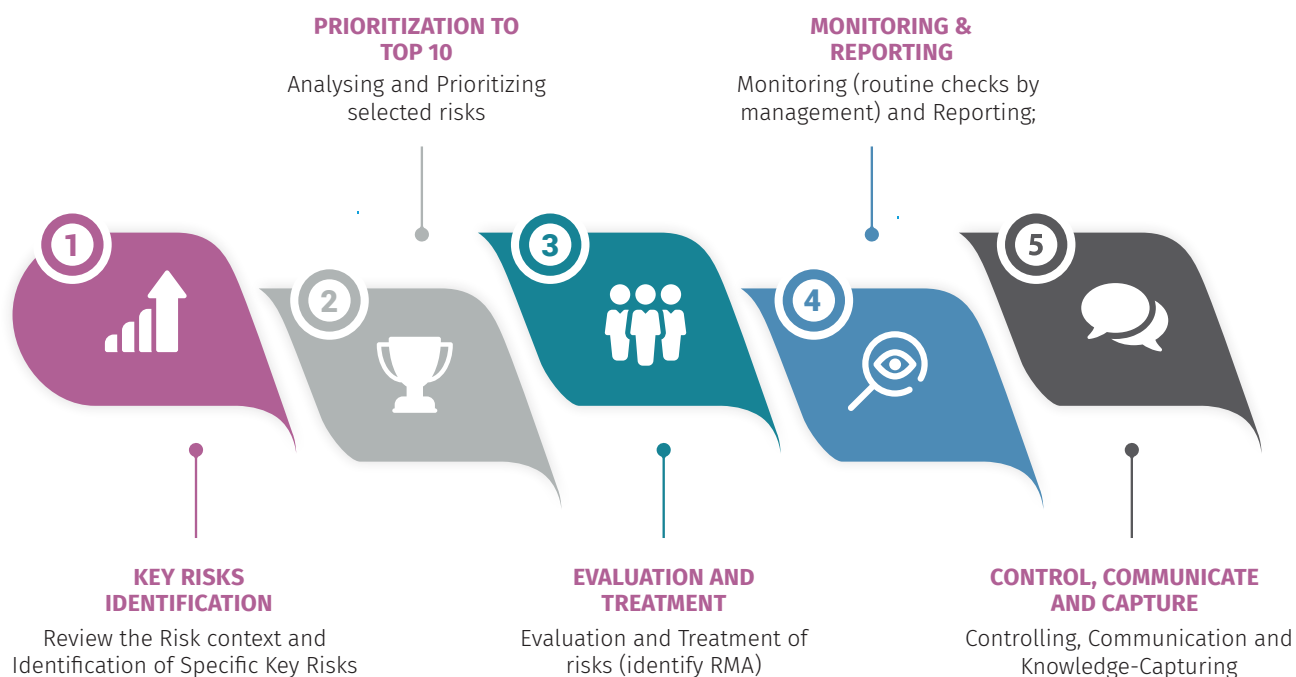 PRIORITIZATION TO
TOP 10
Analysing and Prioritizing
selected risks
MONITORING &
REPORTING
Monitoring (routine checks by
management) and Reporting;
1
2
3
4
5
KEY RISKS
IDENTIFICATION
Review the Risk context and
Identification of Specific Key Risks
EVALUATION AND
TREATMENT
Evaluation and Treatment of
risks (identify RMA)
CONTROL, COMMUNICATE
AND CAPTURE
Controlling, Communication and
Knowledge-Capturing